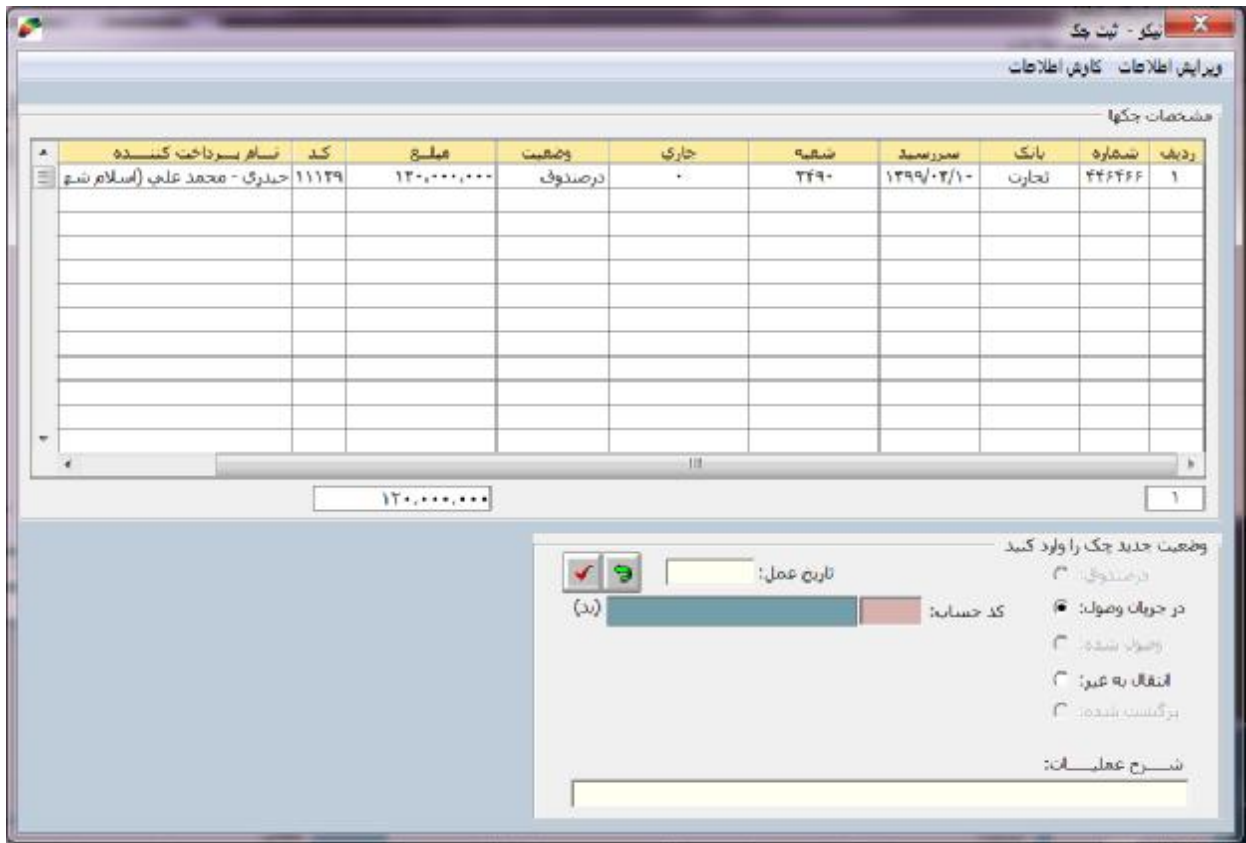 نیکو - ثبت چک
ویرایش اطلاعات کاوش اطلاعات
مشخصات چکها
ردیف شماره بانک سررسید شعبه جاری وضعیت مبلغ کد نام پرداخت کننده
۱ ۴۴۶۴۶۶ تجارت ۱۳۹۹/۰۳/۱۰ ۳۴۹۰ ۰ درصندوق ۱۲۰,۰۰۰,۰۰۰ ۱۱۱۳۹ حیدری - محمد علی (اسلام شه
۱ ۱۲۰,۰۰۰,۰۰۰
وضعیت جدید چک را وارد کنید
درصندوق: تاریخ عمل:
در جریان وصول: کد حساب: (بد)
وصول شده:
انتقال به غیر:
برگشت شده:
شرح عملیات: